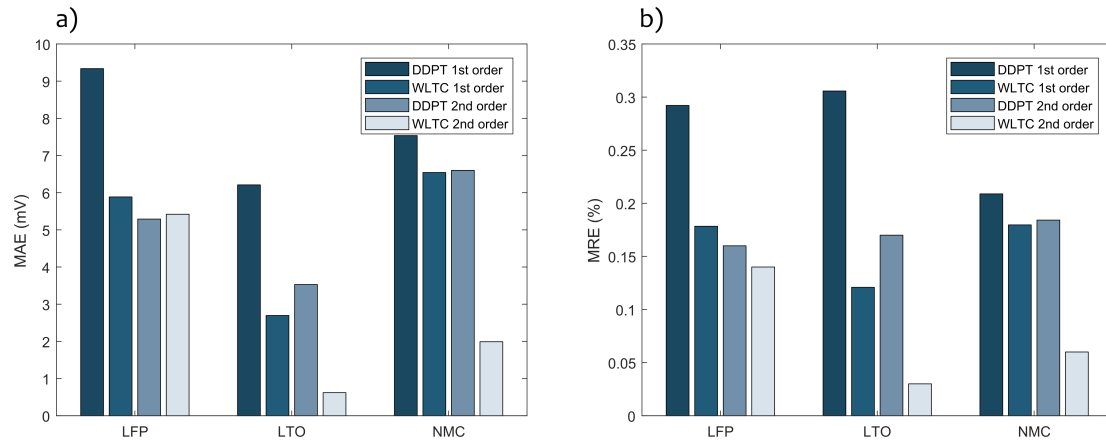 a)
10
9
8
7
6
5
4
3
2
1
0
MAE (mV)
DDPT 1st order
WLTC 1st order
DDPT 2nd order
WLTC 2nd order
LFP
LTO
NMC
b)
0.35
0.3
0.25
0.2
0.15
0.1
0.05
0
MRE (%)
DDPT 1st order
WLTC 1st order
DDPT 2nd order
WLTC 2nd order
LFP
LTO
NMC